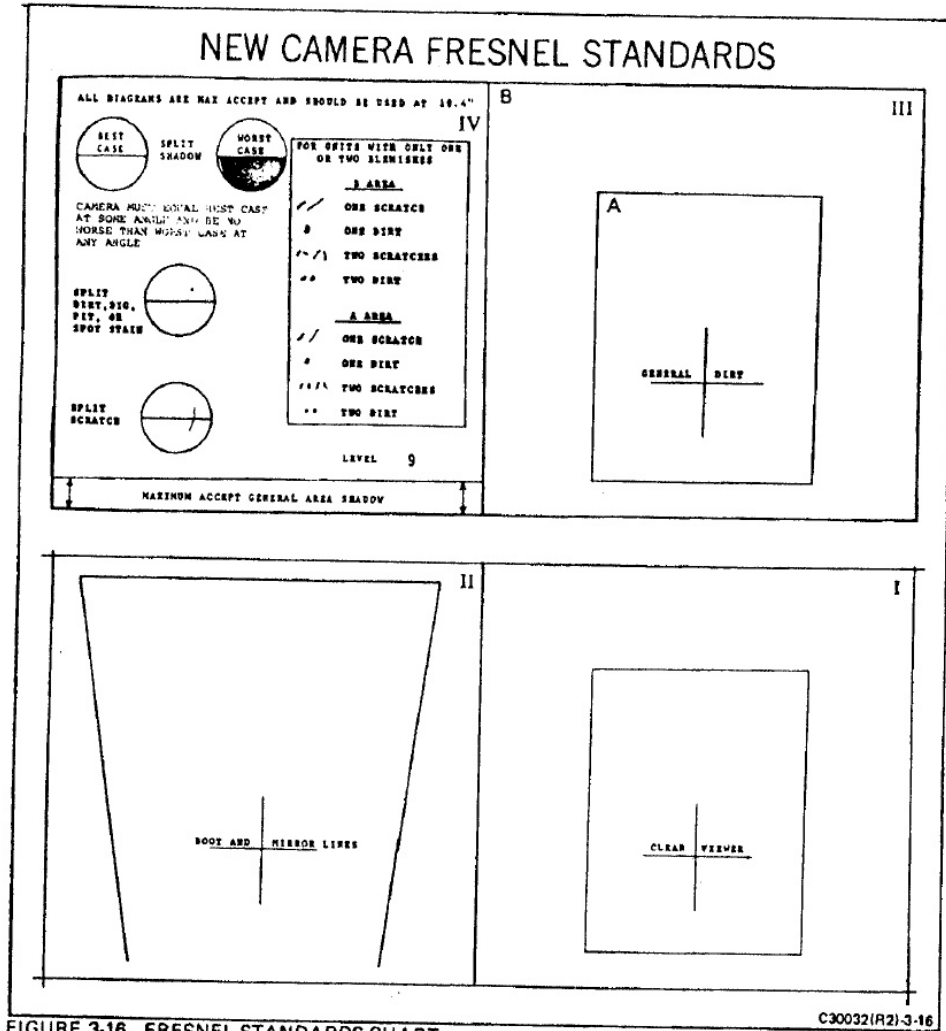 NEW CAMERA FRESNEL STANDARDS
ALL DIAGRAMS ARE MAX ACCEPT AND SHOULD BE USED AT 10.4"
IV
BEST
CASE
SPLIT
SHADOW
WORST
CASE
CAMERA MUST EQUAL BEST CAST
AT SOME ANGLE AND BE NO
WORSE THAN WORST CASE AT
ANY ANGLE
SPLIT
DIRT, DIG,
PIT, OR
SPOT STAIN
SPLIT
SCRATCH
FOR UNITS WITH ONLY ONE
OR TWO BLEMISHES
B AREA
ONE SCRATCH
ONE DIRT
TWO SCRATCHES
TWO DIRT
A AREA
ONE SCRATCH
ONE DIRT
TWO SCRATCHES
TWO DIRT
LEVEL 9
MAXIMUM ACCEPT GENERAL AREA SHADOW
B
III
A
GENERAL DIRT
II
BOOT AND MIRROR LINES
I
CLEAR VIEWER
C30032(R2)-3-16
FIGURE 3-16 FRESNEL STANDARDS CHART